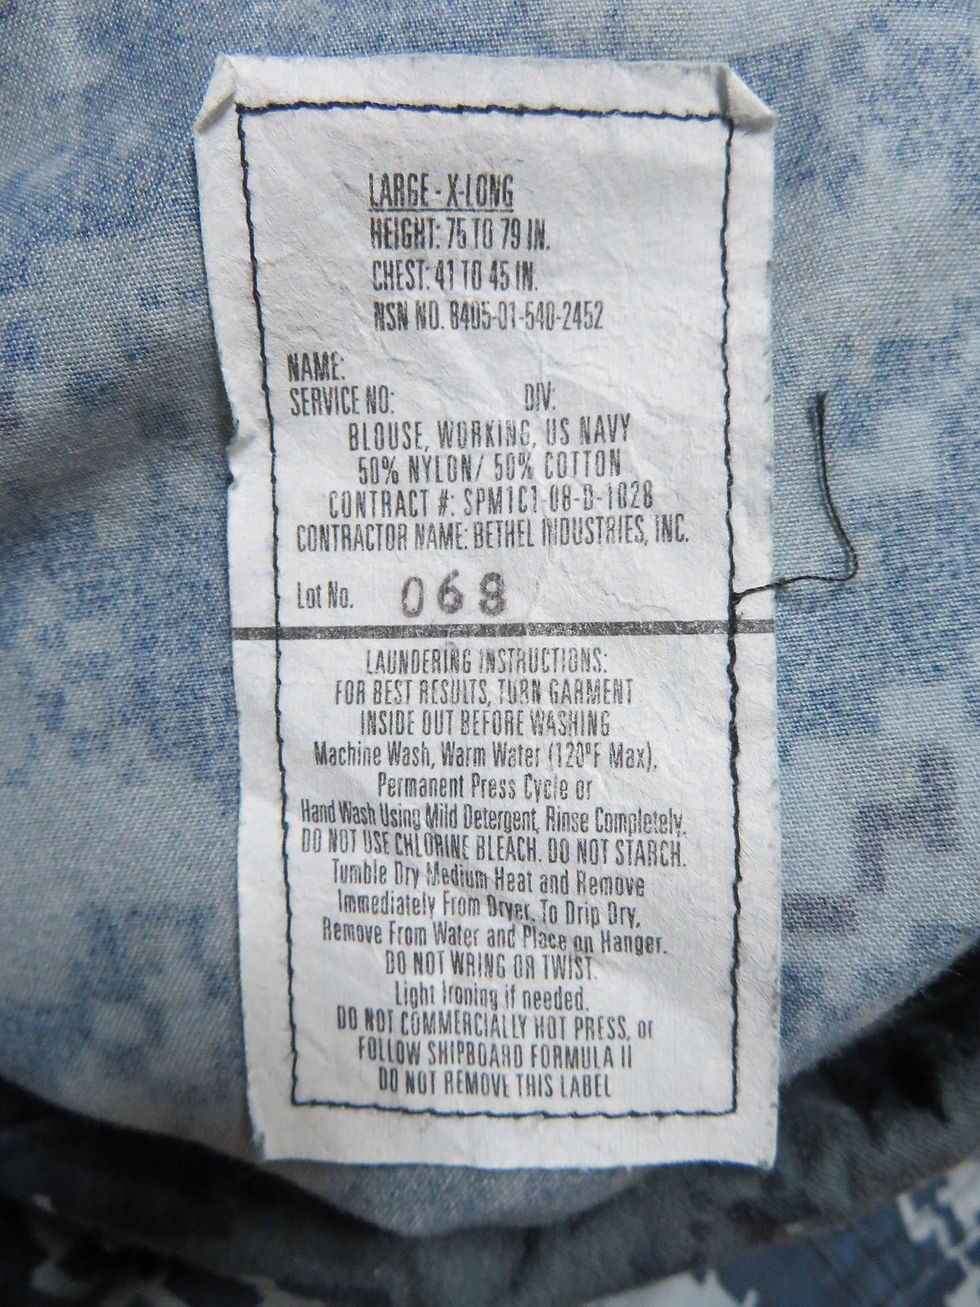 LARGE - X-LONG
HEIGHT: 75 TO 79 IN.
CHEST: 41 TO 45 IN.
NSN NO. 8405-01-540-2452
NAME:
SERVICE NO: DIV:
BLOUSE, WORKING, US NAVY
50% NYLON/ 50% COTTON
CONTRACT #: SPM1C1-08-D-1028
CONTRACTOR NAME: BETHEL INDUSTRIES, INC.
Lot No. 068
LAUNDERING INSTRUCTIONS:
FOR BEST RESULTS, TURN GARMENT
INSIDE OUT BEFORE WASHING
Machine Wash, Warm Water (120°F Max),
Permanent Press Cycle or
Hand Wash Using Mild Detergent, Rinse Completely.
DO NOT USE CHLORINE BLEACH. DO NOT STARCH.
Tumble Dry Medium Heat and Remove
Immediately From Dryer. To Drip Dry,
Remove From Water and Place on Hanger.
DO NOT WRING OR TWIST.
Light Ironing if needed.
DO NOT COMMERCIALLY HOT PRESS, or
FOLLOW SHIPBOARD FORMULA II
DO NOT REMOVE THIS LABEL